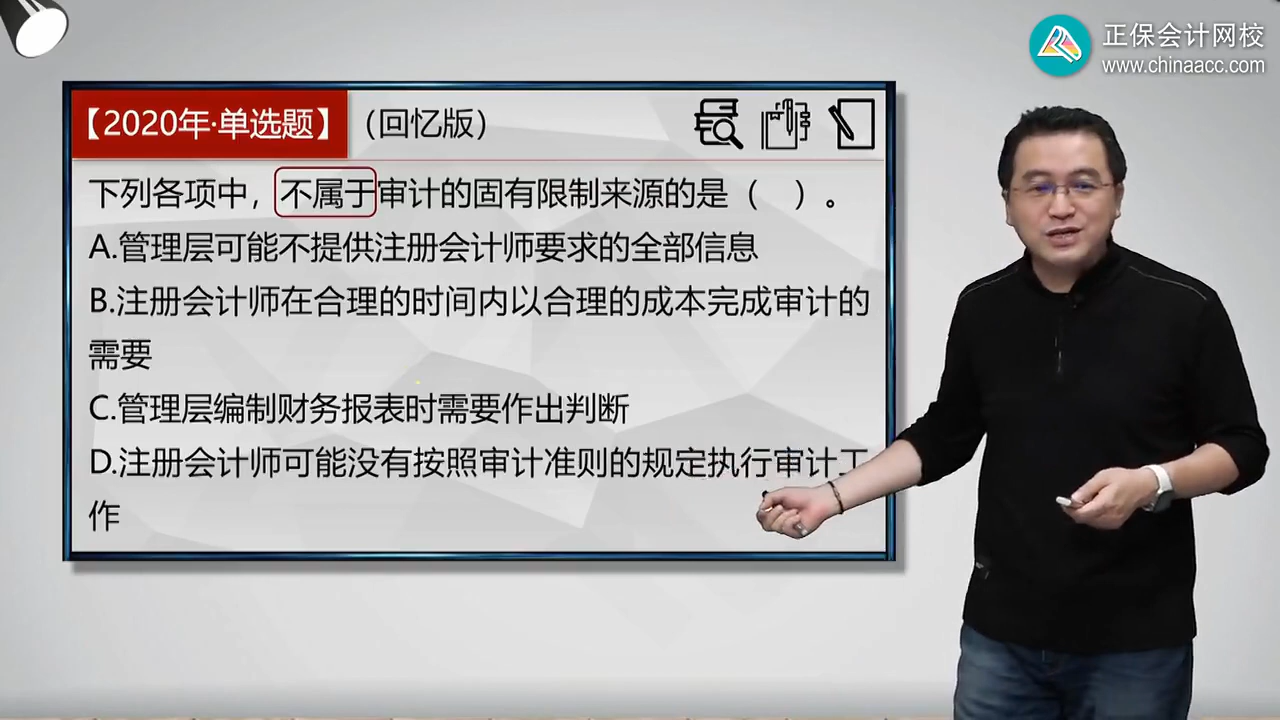 正保会计网校
www.chinaacc.com
【2020年·单选题】（回忆版）
下列各项中，不属于审计的固有限制来源的是（ ）。
A.管理层可能不提供注册会计师要求的全部信息
B.注册会计师在合理的时间内以合理的成本完成审计的
需要
C.管理层编制财务报表时需要作出判断
D.注册会计师可能没有按照审计准则的规定执行审计工
作